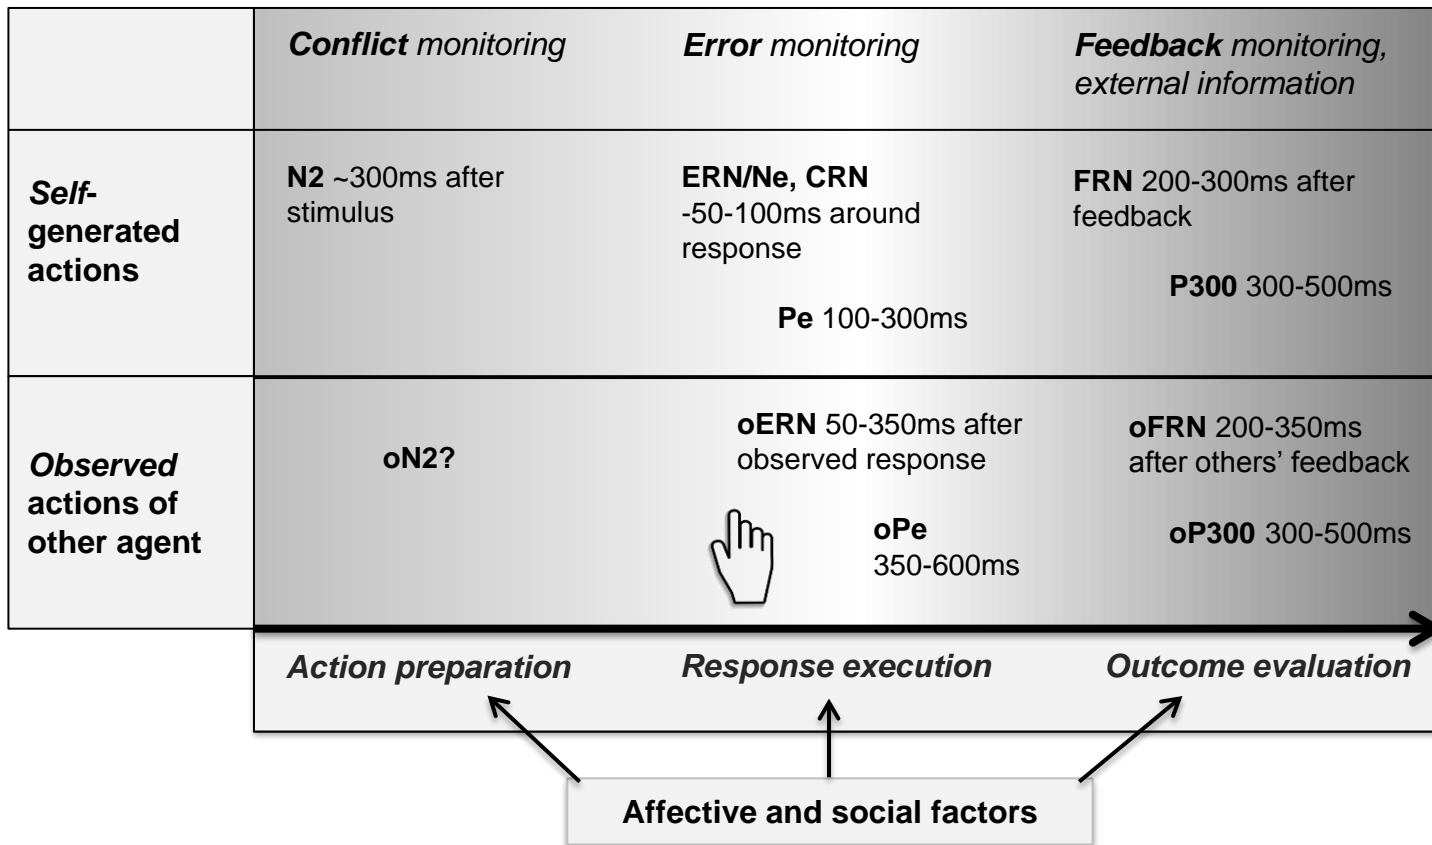 Conflict monitoring
Error monitoring
Feedback monitoring,
external information
Self-
generated
actions
N2 ~300ms after
stimulus
ERN/Ne, CRN
-50-100ms around
response
Pe 100-300ms
FRN 200-300ms after
feedback
P300 300-500ms
Observed
actions of
other agent
oN2?
oERN 50-350ms after
observed response
oPe
350-600ms
oFRN 200-350ms
after others’ feedback
oP300 300-500ms
Action preparation
Response execution
Outcome evaluation
Affective and social factors